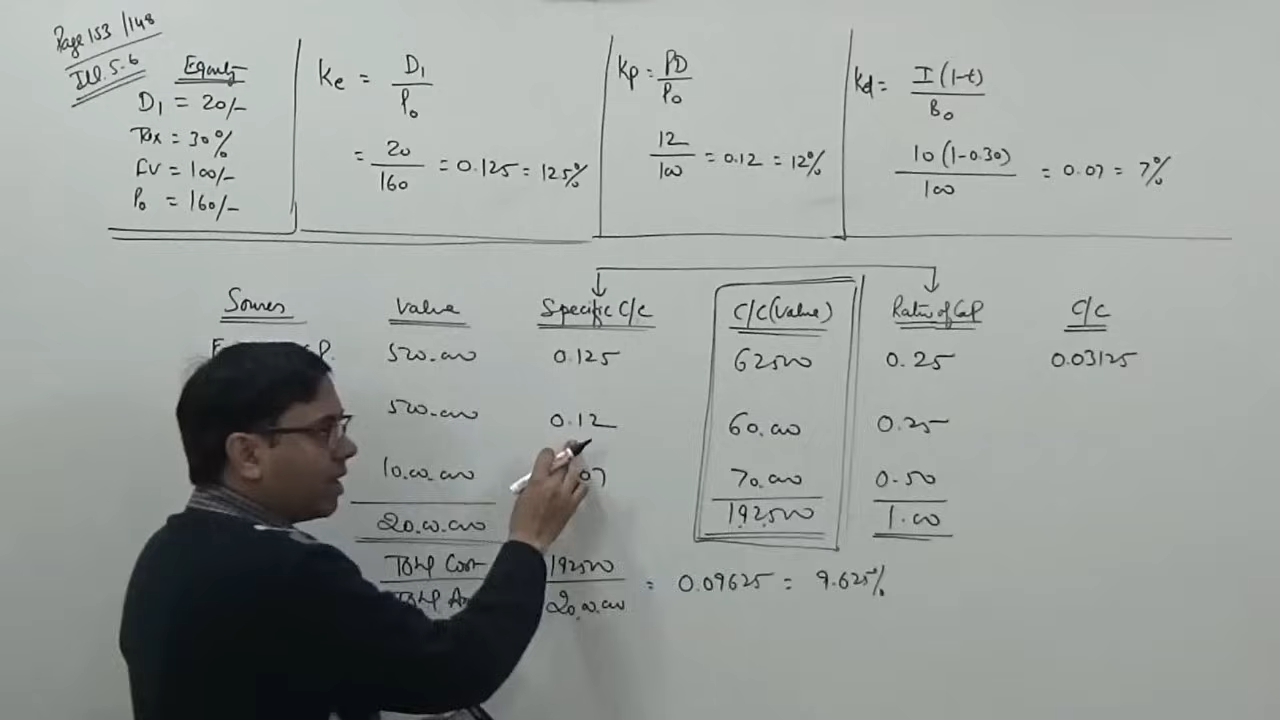 Page 153 / 148
Ill. 5.6
Equity
D₁ = 20/-
Tax = 30%
FV = 100/-
P₀ = 160/-
Ke = D₁ / P₀
= 20 / 160 = 0.125 = 12.5%
Kp = PD / P₀
12 / 100 = 0.12 = 12%
Kd = I(1-t) / B₀
10(1-0.30) / 100 = 0.07 = 7%
Sources Value Specific C/C C/C(Value) Ratio of Cap C/C
P. 500.000 0.125 62500 0.25 0.03125
500.000 0.12 60.000 0.25
10.00.000 07 70.000 0.50
20.00.000 192500 1.00
Total Cost 192500 = 0.09625 = 9.625%
Total 20.00.000